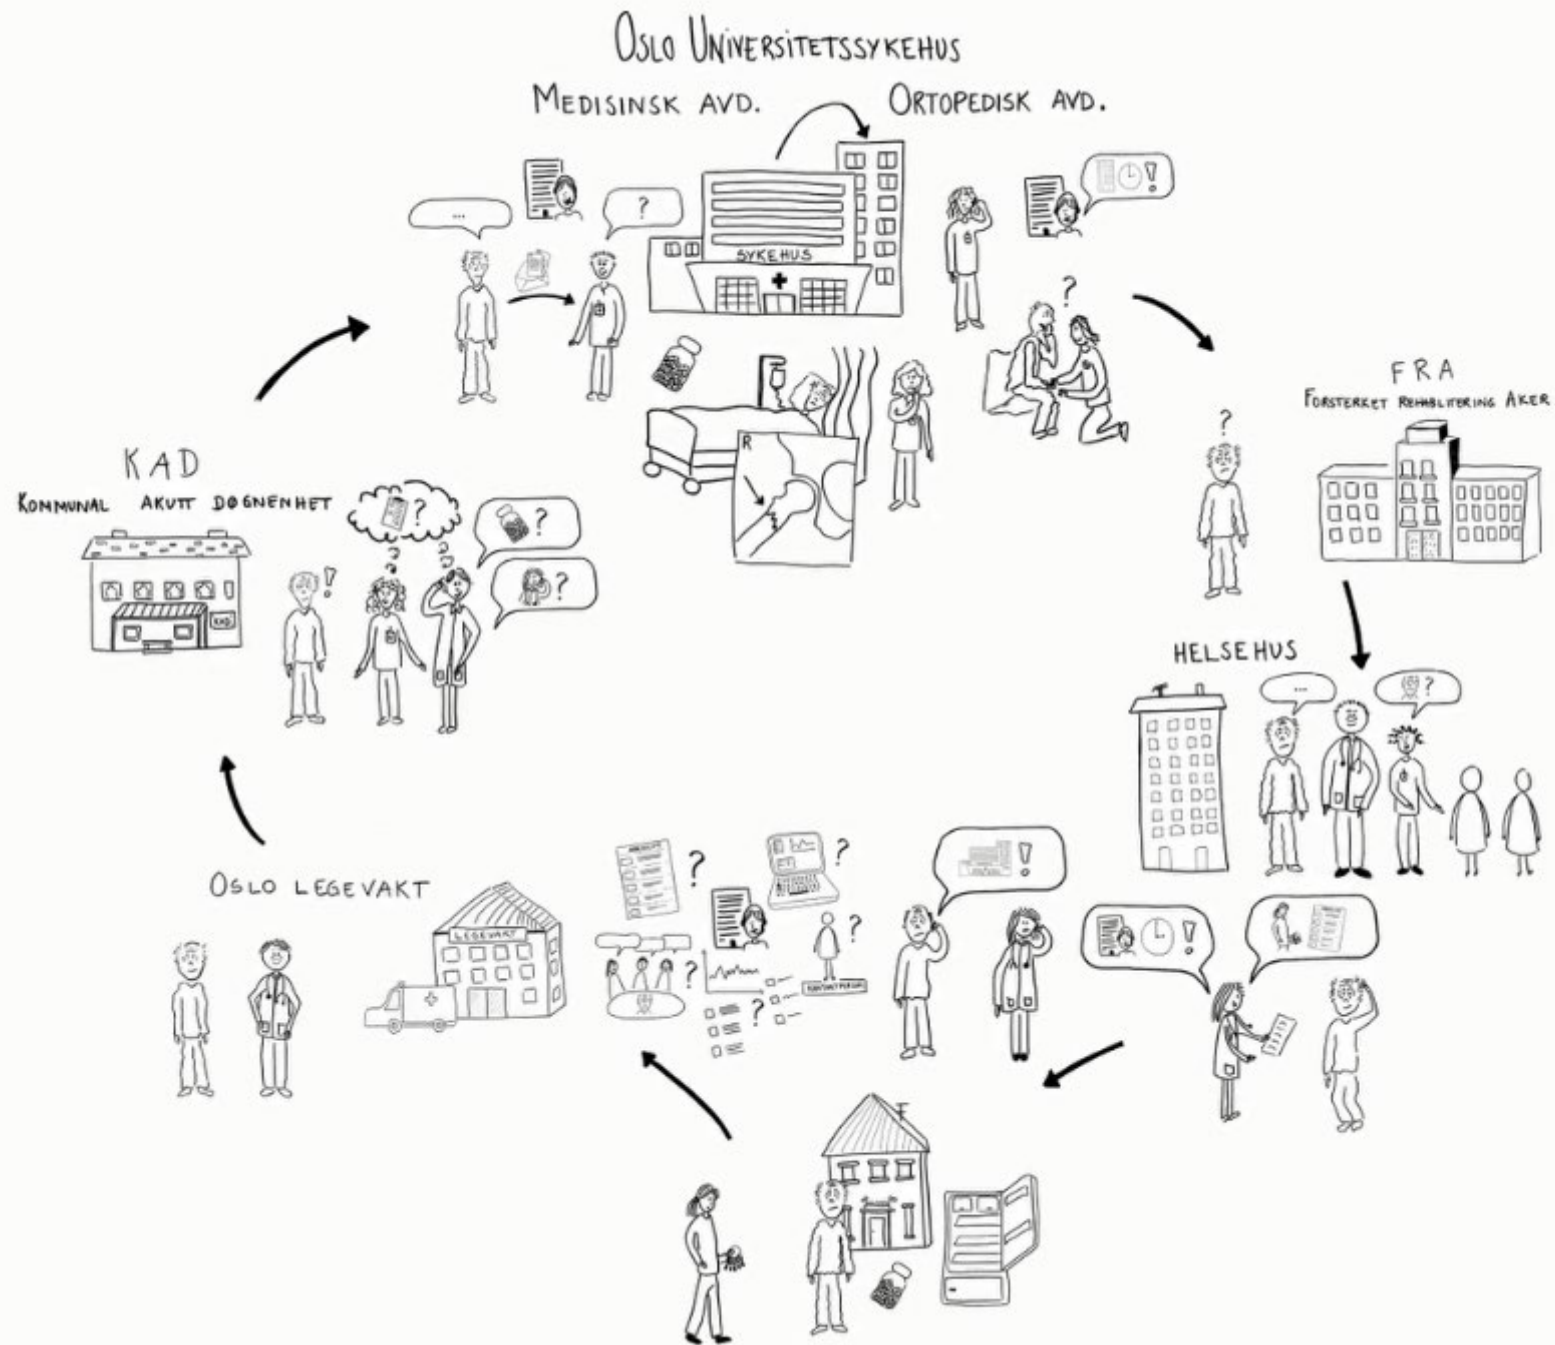 OSLO UNIVERSITETSSYKEHUS
MEDISINSK AVD.
ORTOPEDISK AVD.
...
?
!
SYKEHUS
?
R
FRA
FORSTERKET REHABLITERING AKER
?
KAD
KOMMUNAL AKUTT DØGNENHET
?
?
?
!
KAD
HELSEHUS
...
?
OSLO LEGEVAKT
LEGEVAKT
?
?
?
?
?
KONTAKTPERSON
!
!